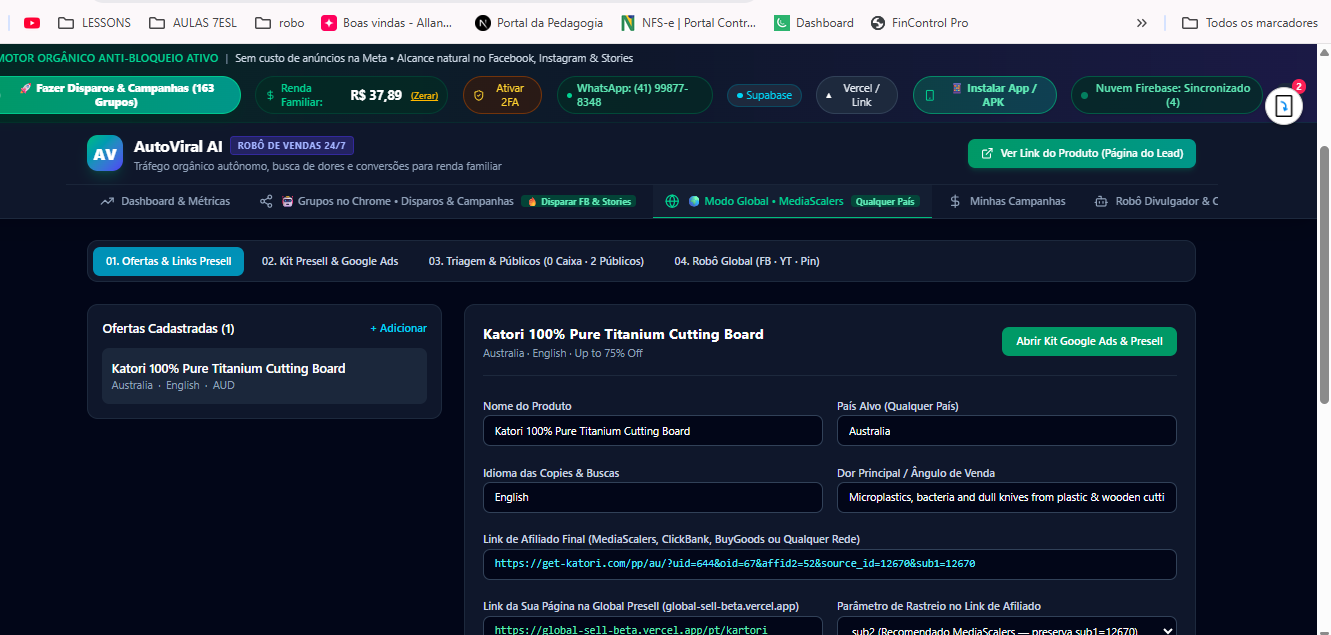 LESSONS
AULAS 7ESL
robo
Boas vindas - Allan...
Portal da Pedagogia
NFS-e | Portal Contr...
Dashboard
FinControl Pro
»
Todos os marcadores
MOTOR ORGÂNICO ANTI-BLOQUEIO ATIVO | Sem custo de anúncios na Meta • Alcance natural no Facebook, Instagram & Stories
Fazer Disparos & Campanhas (163
Grupos)
$ Renda
Familiar:
R$ 37,89 (Zerar)
Ativar
2FA
WhatsApp: (41) 99877-
8348
Supabase
Vercel /
Link
Instalar App /
APK
Nuvem Firebase: Sincronizado
(4)
2
AV
AutoViral AI ROBÔ DE VENDAS 24/7
Tráfego orgânico autônomo, busca de dores e conversões para renda familiar
Ver Link do Produto (Página do Lead)
Dashboard & Métricas
Grupos no Chrome • Disparos & Campanhas
Disparar FB & Stories
Modo Global • MediaScalers
Qualquer País
$ Minhas Campanhas
Robô Divulgador & C
01. Ofertas & Links Presell
02. Kit Presell & Google Ads
03. Triagem & Públicos (0 Caixa · 2 Públicos)
04. Robô Global (FB · YT · Pin)
Ofertas Cadastradas (1)
+ Adicionar
Katori 100% Pure Titanium Cutting Board
Australia · English · AUD
Katori 100% Pure Titanium Cutting Board
Australia · English · Up to 75% Off
Abrir Kit Google Ads & Presell
Nome do Produto
Katori 100% Pure Titanium Cutting Board
País Alvo (Qualquer País)
Australia
Idioma das Copies & Buscas
English
Dor Principal / Ângulo de Venda
Microplastics, bacteria and dull knives from plastic & wooden cutti
Link de Afiliado Final (MediaScalers, ClickBank, BuyGoods ou Qualquer Rede)
https://get-katori.com/pp/au/?uid=644&oid=67&affid2=52&source_id=12670&sub1=12670
Link da Sua Página na Global Presell (global-sell-beta.vercel.app)
https://global-sell-beta.vercel.app/pt/kartori
Parâmetro de Rastreio no Link de Afiliado
sub2 (Recomendado MediaScalers — preserva sub1=12670)